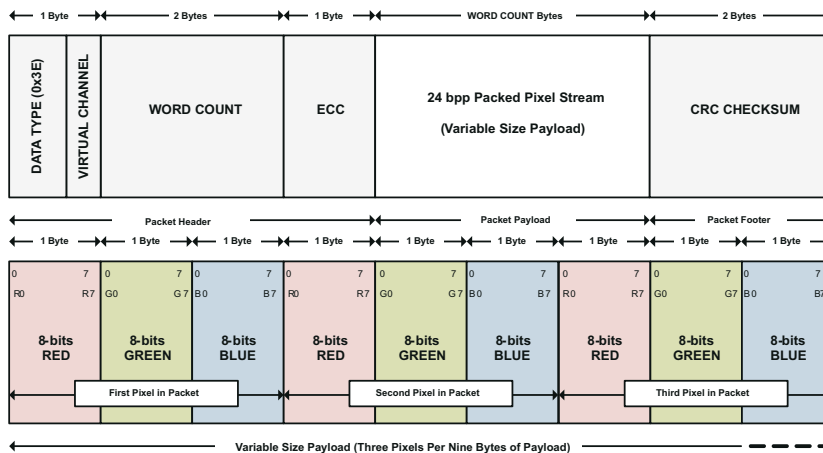 1 Byte 2 Bytes 1 Byte WORD COUNT Bytes 2 Bytes
DATA TYPE (0x3E)
VIRTUAL CHANNEL
WORD COUNT
ECC
24 bpp Packed Pixel Stream
(Variable Size Payload)
CRC CHECKSUM
Packet Header Packet Payload Packet Footer
1 Byte 1 Byte 1 Byte 1 Byte 1 Byte 1 Byte 1 Byte 1 Byte 1 Byte
0 7 0 7 0 7 0 7 0 7 0 7 0 7 0 7 0 7
R0 R7 G0 G7 B0 B7 R0 R7 G0 G7 B0 B7 R0 R7 G0 G7 B0 B7
8-bits 8-bits 8-bits 8-bits 8-bits 8-bits 8-bits 8-bits 8-bits
RED GREEN BLUE RED GREEN BLUE RED GREEN BLUE
First Pixel in Packet Second Pixel in Packet Third Pixel in Packet
Variable Size Payload (Three Pixels Per Nine Bytes of Payload)